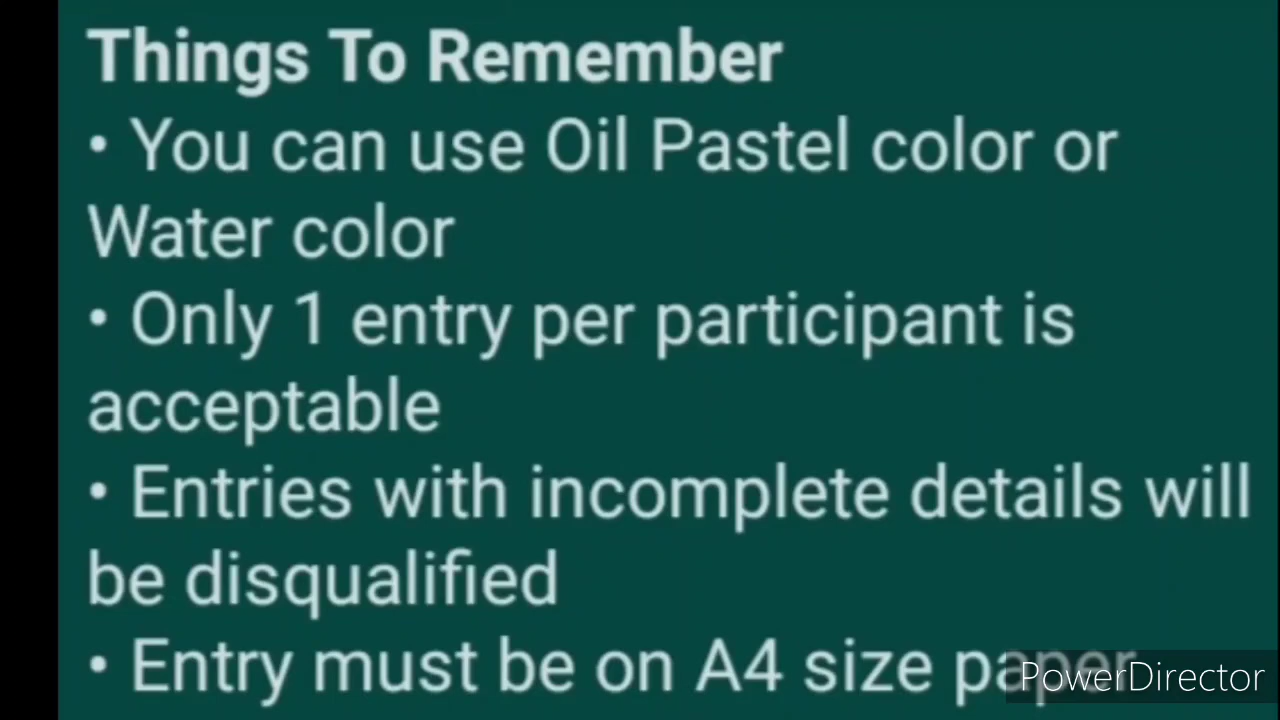 Things To Remember
• You can use Oil Pastel color or
Water color
• Only 1 entry per participant is
acceptable
• Entries with incomplete details will
be disqualified
• Entry must be on A4 size paper
PowerDirector